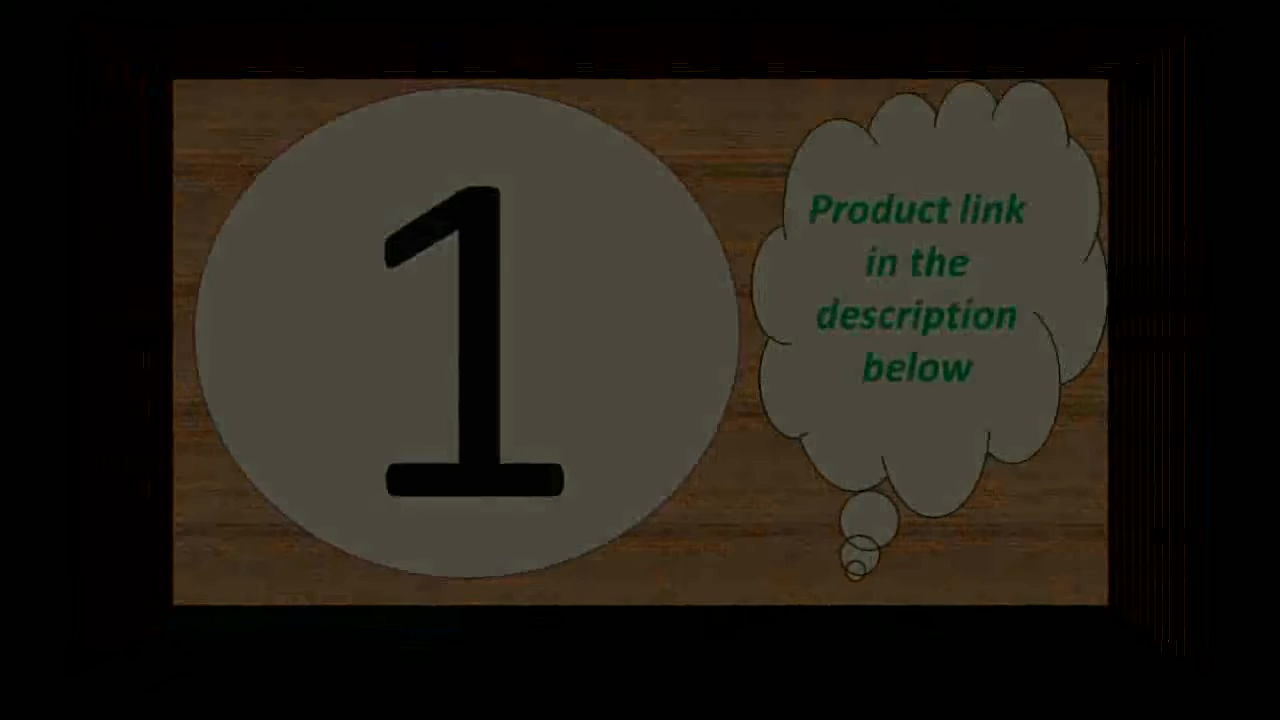 1
Product link
in the
description
below